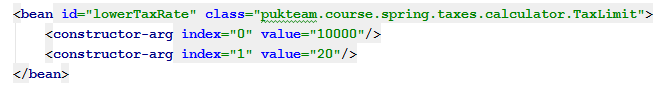 <bean id="lowerTaxRate" class="pukteam.course.spring.taxes.calculator.TaxLimit">
<constructor-arg index="0" value="10000"/>
<constructor-arg index="1" value="20"/>
</bean>